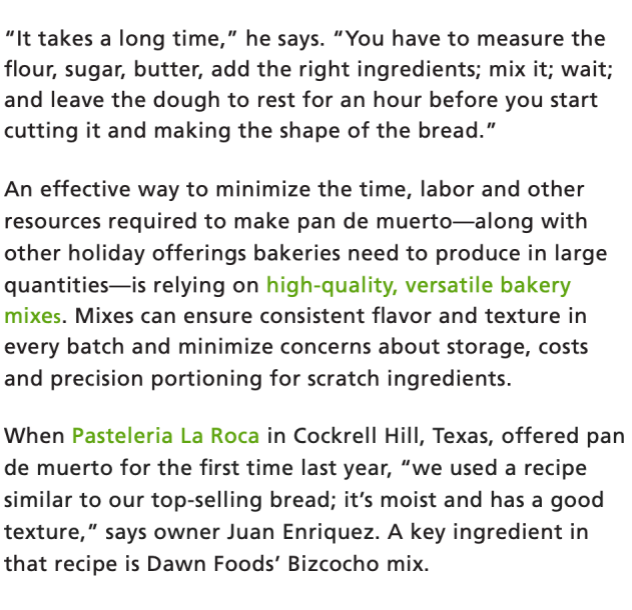 “It takes a long time,” he says. “You have to measure the
flour, sugar, butter, add the right ingredients; mix it; wait;
and leave the dough to rest for an hour before you start
cutting it and making the shape of the bread.”
An effective way to minimize the time, labor and other
resources required to make pan de muerto—along with
other holiday offerings bakeries need to produce in large
quantities—is relying on high-quality, versatile bakery
mixes. Mixes can ensure consistent flavor and texture in
every batch and minimize concerns about storage, costs
and precision portioning for scratch ingredients.
When Pasteleria La Roca in Cockrell Hill, Texas, offered pan
de muerto for the first time last year, “we used a recipe
similar to our top-selling bread; it’s moist and has a good
texture,” says owner Juan Enriquez. A key ingredient in
that recipe is Dawn Foods’ Bizcocho mix.